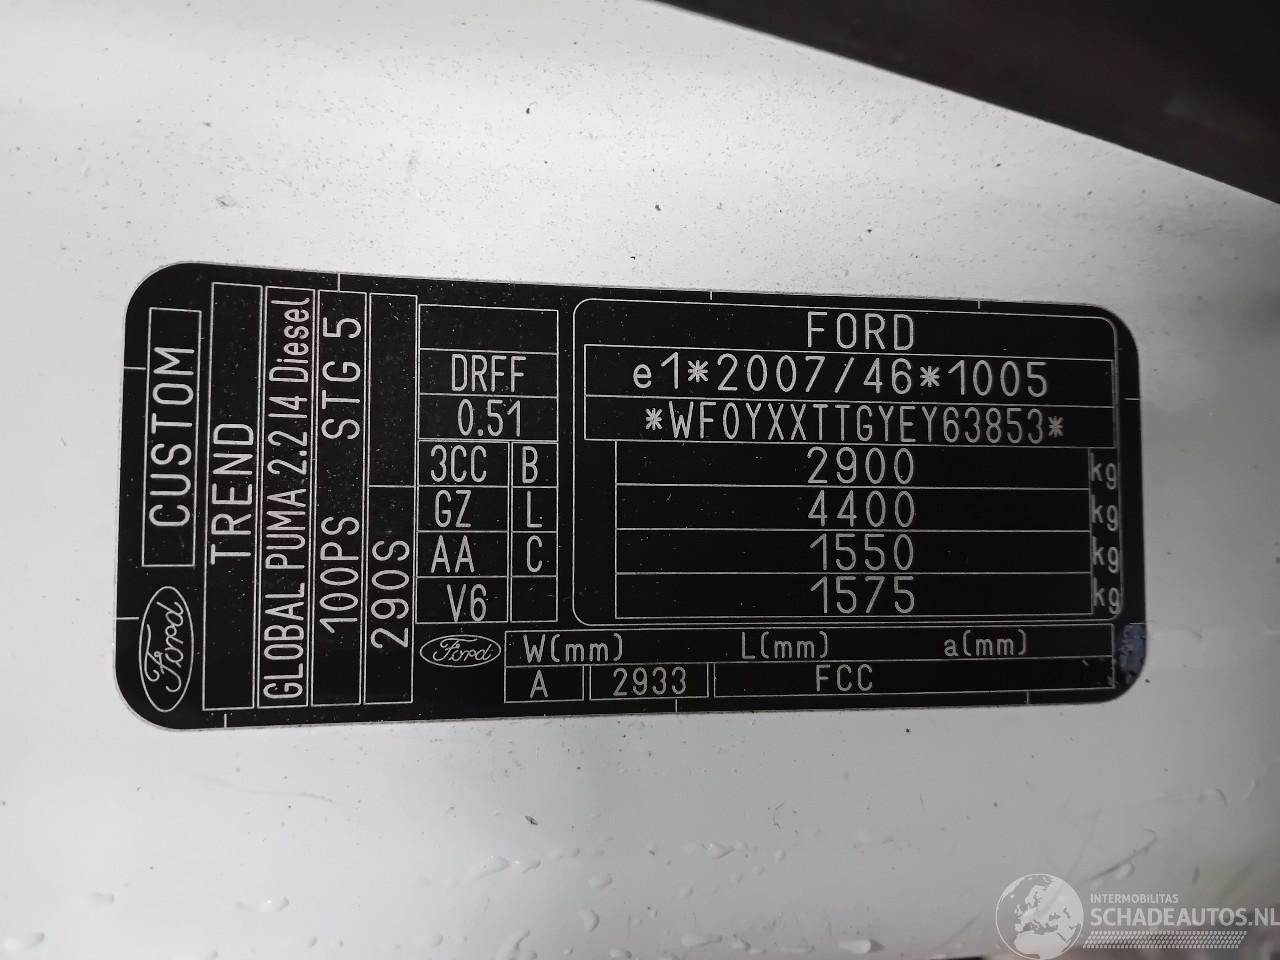 CUSTOM
Ford
TREND
GLOBAL PUMA 2.2 I4 Diesel
100PS STG 5
290S
DRFF
0.51
3CC B
GZ L
AA C
V6
FORD
e1*2007/46*1005
*WF0YXXTTGYEY63853*
2900 kg
4400 kg
1550 kg
1575 kg
Ford
W(mm) L(mm) a(mm)
A 2933 FCC
INTERMOBILITAS
SCHADEAUTOS.NL